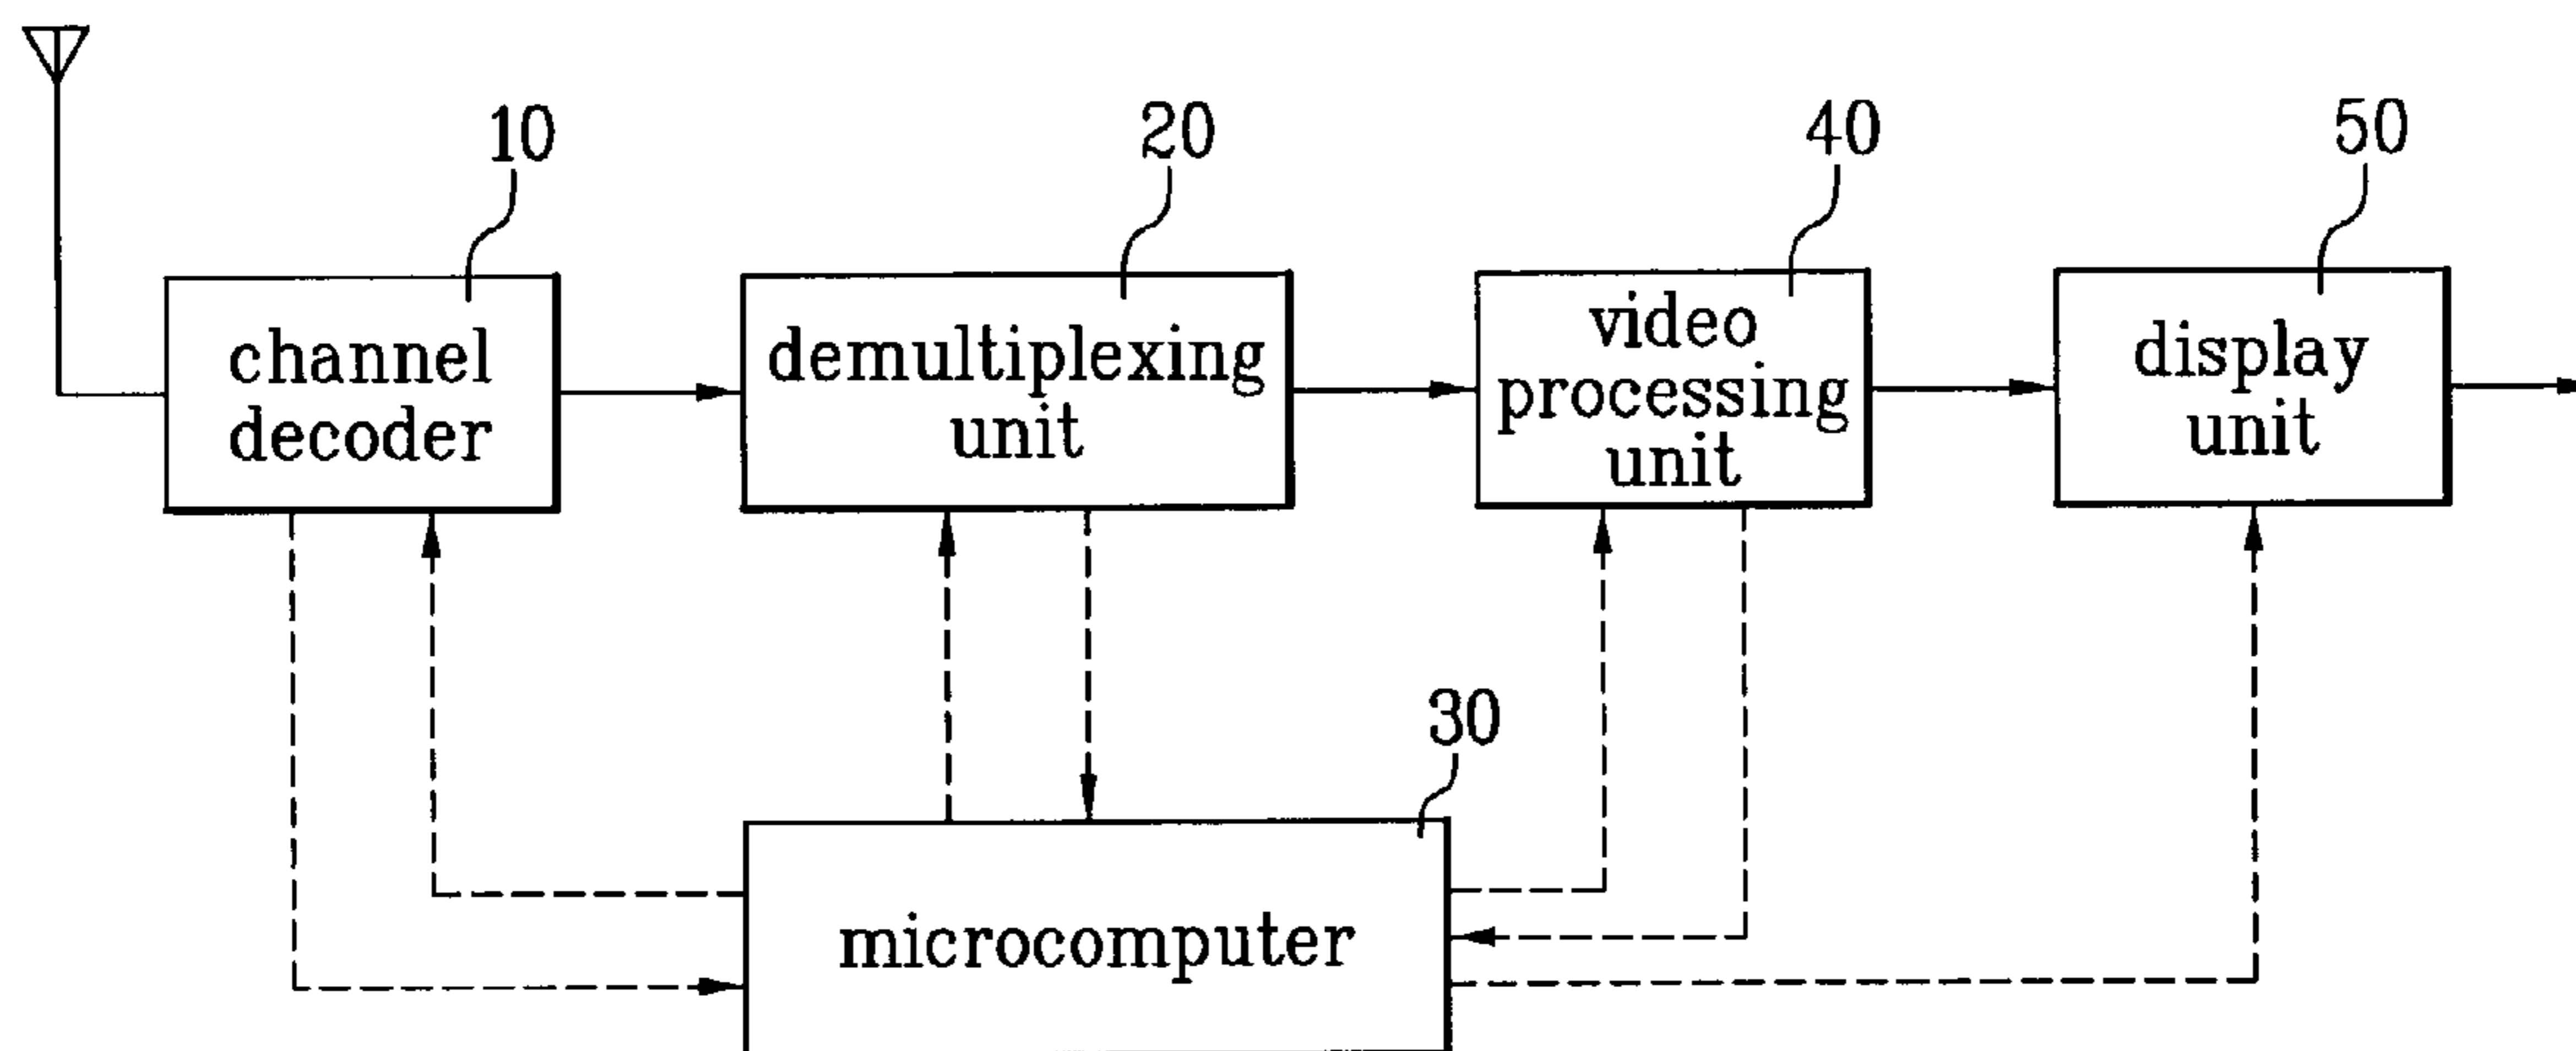 10
20
40
50
channel
decoder
demultiplexing
unit
video
processing
unit
display
unit
30
microcomputer